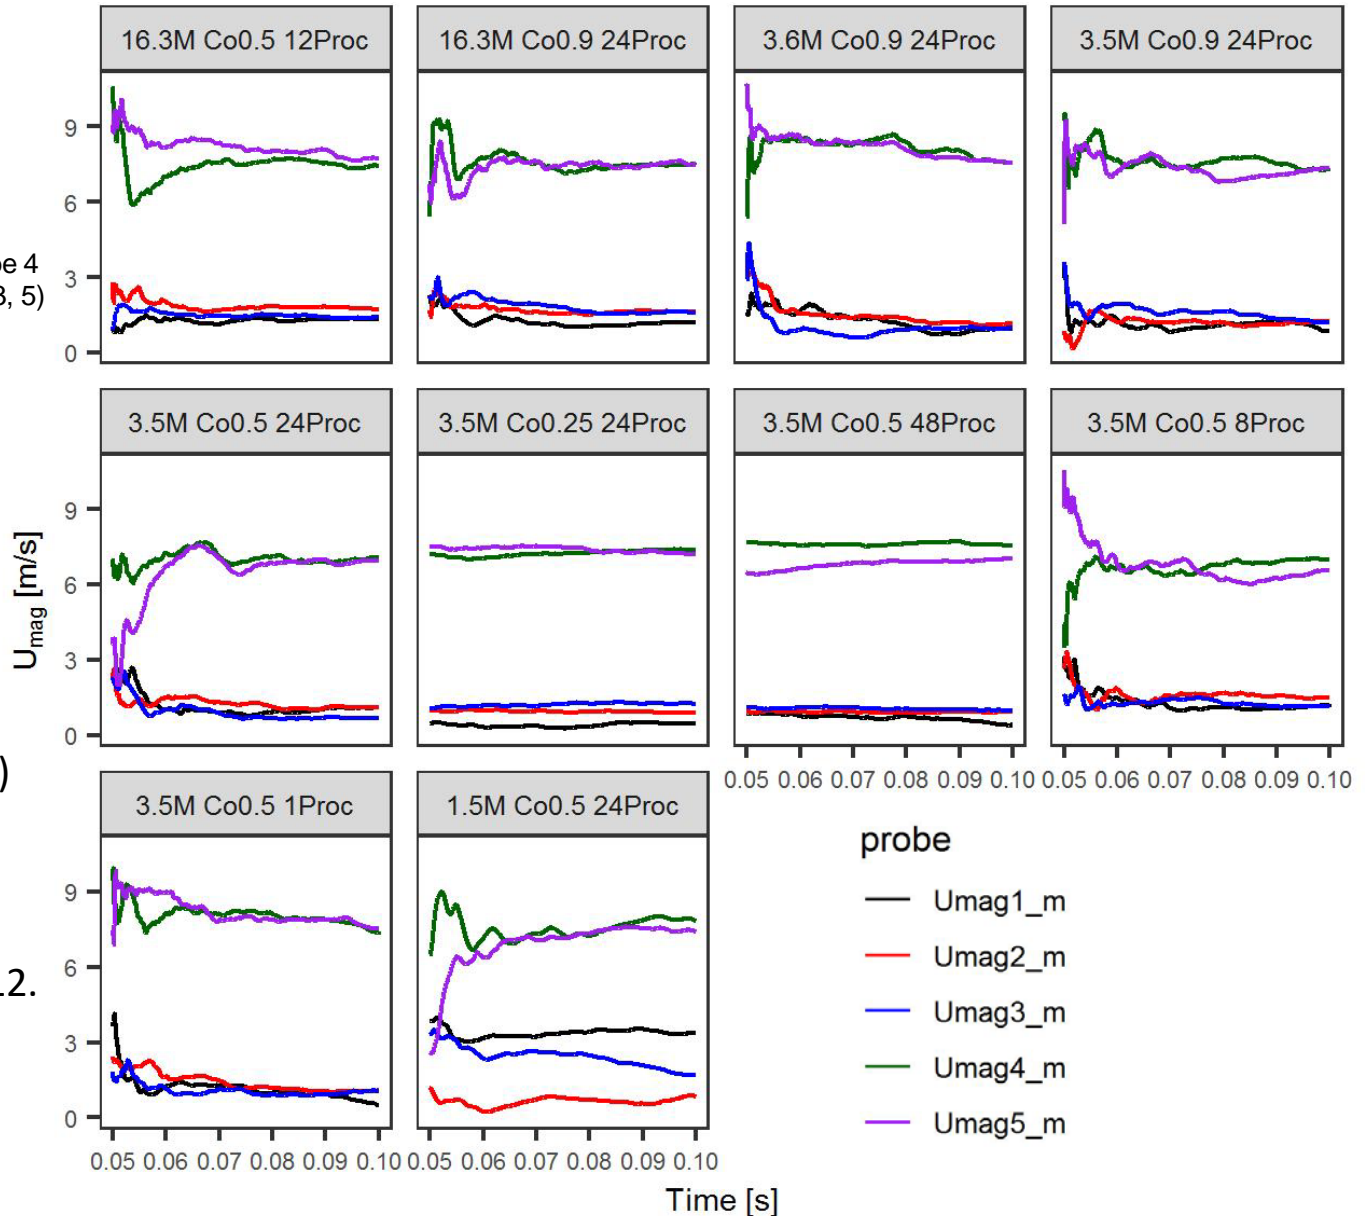 16.3M Co0.5 12Proc
16.3M Co0.9 24Proc
3.6M Co0.9 24Proc
3.5M Co0.9 24Proc
9
6
3
0
4
, 5)
3.5M Co0.5 24Proc
3.5M Co0.25 24Proc
3.5M Co0.5 48Proc
3.5M Co0.5 8Proc
9
6
3
0
Umag [m/s]
)
0.05 0.06 0.07 0.08 0.09 0.10
0.05 0.06 0.07 0.08 0.09 0.10
3.5M Co0.5 1Proc
1.5M Co0.5 24Proc
9
6
3
0
2.
0.05 0.06 0.07 0.08 0.09 0.10
0.05 0.06 0.07 0.08 0.09 0.10
Time [s]
probe
Umag1_m
Umag2_m
Umag3_m
Umag4_m
Umag5_m